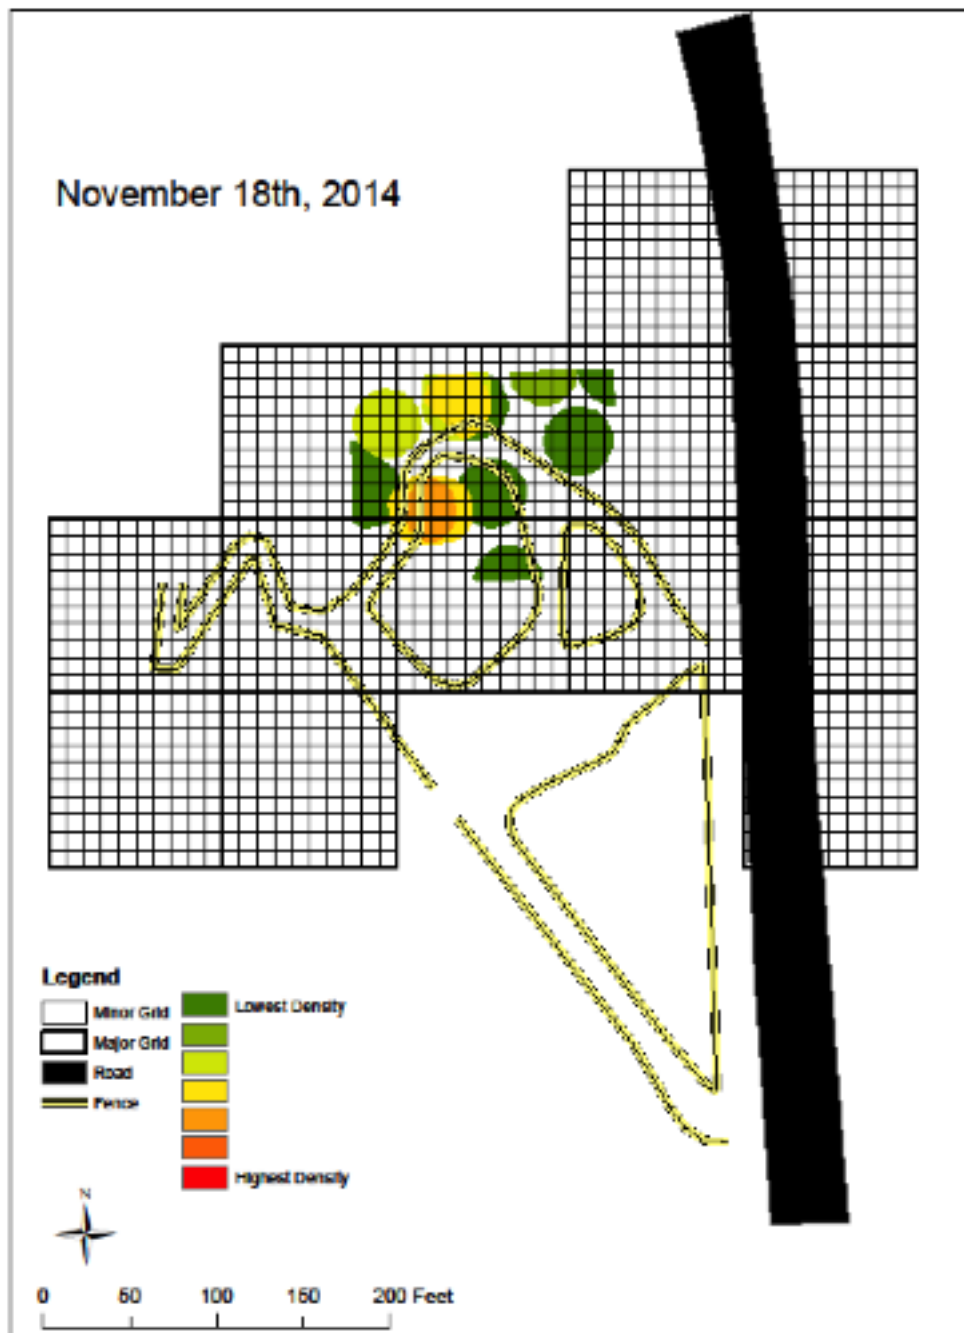 November 18th, 2014
Legend
Minor Grid
Major Grid
Road
Fence
Lowest Density
Highest Density
N
0 50 100 150 200 Feet